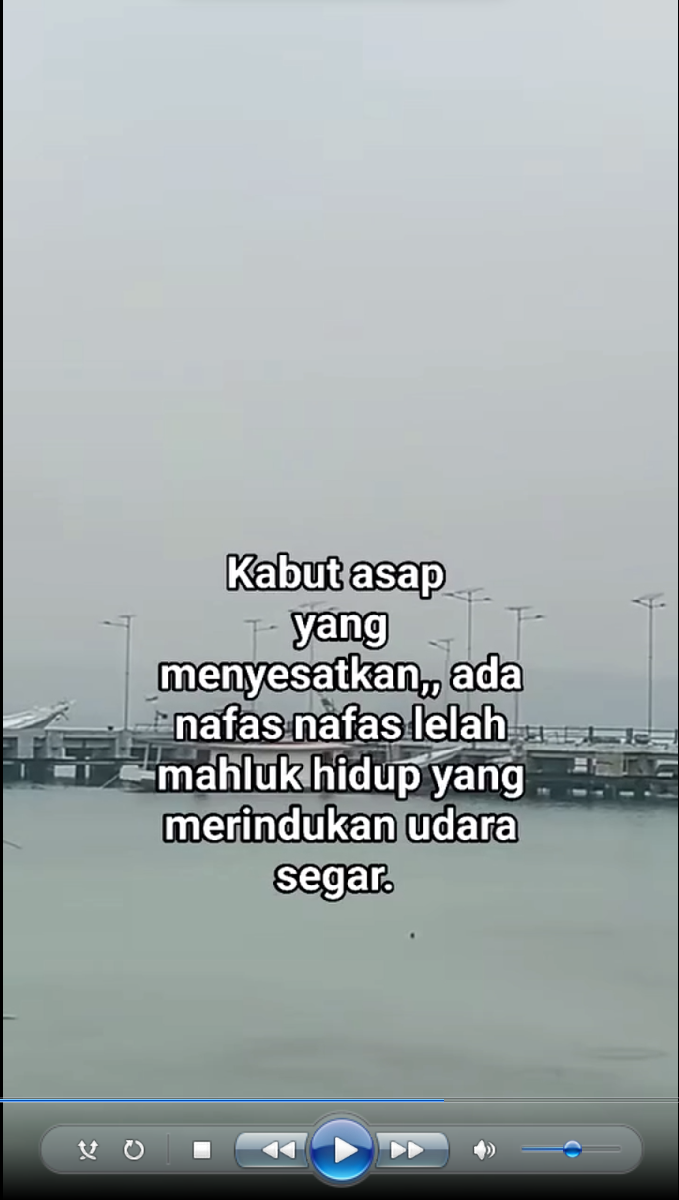 Kabut asap
yang
menyesatkan,, ada
nafas nafas lelah
mahluk hidup yang
merindukan udara
segar.